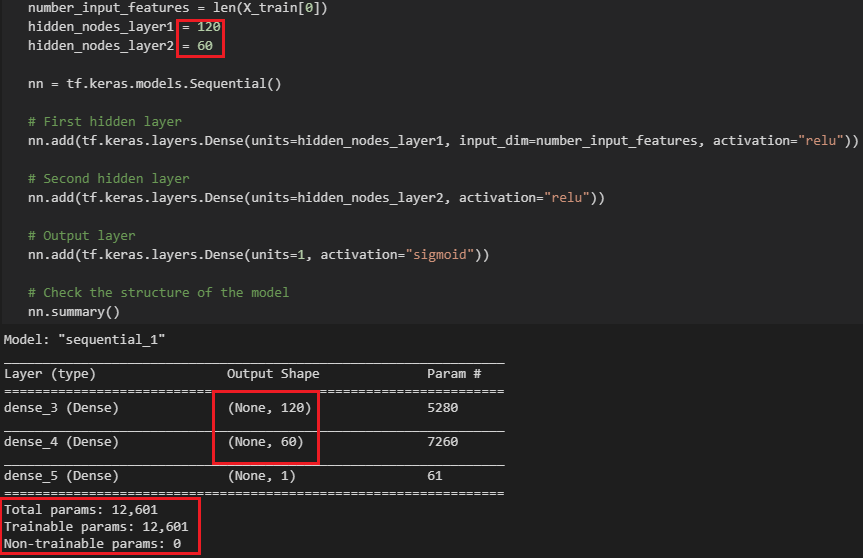 number_input_features = len(X_train[0])
hidden_nodes_layer1 = 120
hidden_nodes_layer2 = 60
nn = tf.keras.models.Sequential()
# First hidden layer
nn.add(tf.keras.layers.Dense(units=hidden_nodes_layer1, input_dim=number_input_features, activation="relu"))
# Second hidden layer
nn.add(tf.keras.layers.Dense(units=hidden_nodes_layer2, activation="relu"))
# Output layer
nn.add(tf.keras.layers.Dense(units=1, activation="sigmoid"))
# Check the structure of the model
nn.summary()
Model: "sequential_1"
Layer (type) Output Shape Param #
dense_3 (Dense) (None, 120) 5280
dense_4 (Dense) (None, 60) 7260
dense_5 (Dense) (None, 1) 61
Total params: 12,601
Trainable params: 12,601
Non-trainable params: 0